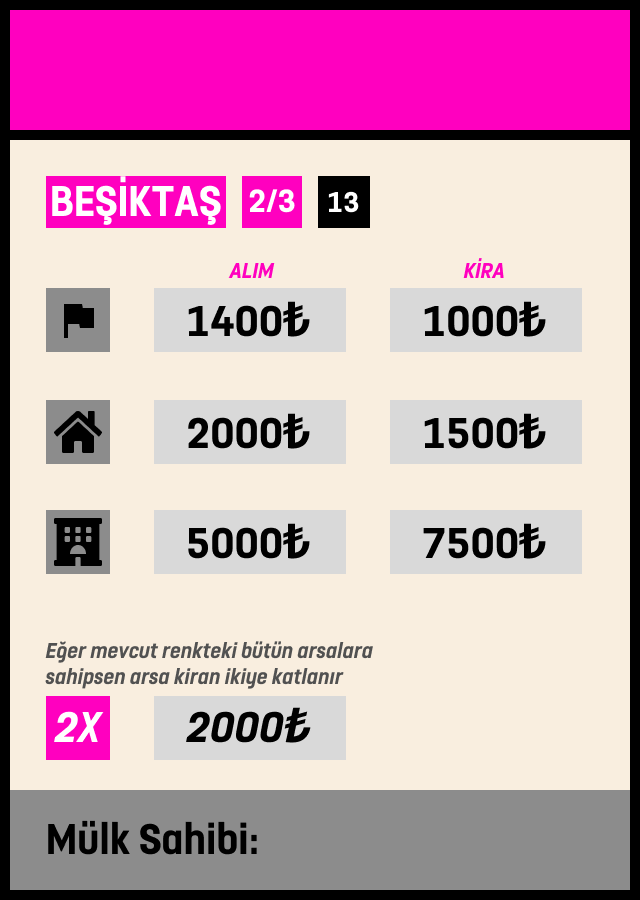 BEŞİKTAŞ 2/3 13
ALIM KİRA
1400₺ 1000₺
2000₺ 1500₺
5000₺ 7500₺
Eğer mevcut renkteki bütün arsalara
sahipsen arsa kiran ikiye katlanır
2X 2000₺
Mülk Sahibi: